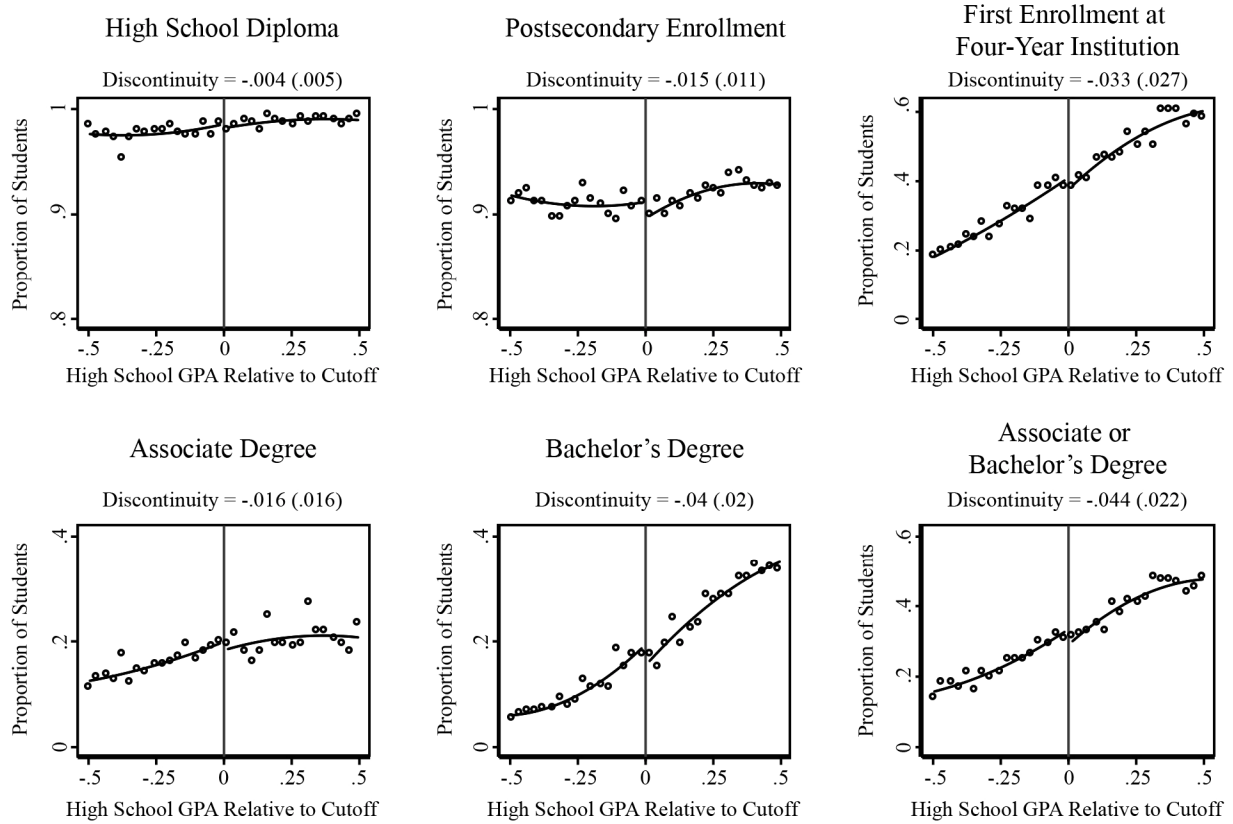 High School Diploma
Discontinuity = -.004 (.005)
Proportion of Students
1
.9
.8
-.5 -.25 0 .25 .5
High School GPA Relative to Cutoff
Postsecondary Enrollment
Discontinuity = -.015 (.011)
Proportion of Students
1
.9
.8
-.5 -.25 0 .25 .5
High School GPA Relative to Cutoff
First Enrollment at
Four-Year Institution
Discontinuity = -.033 (.027)
Proportion of Students
.6
.4
.2
0
-.5 -.25 0 .25 .5
High School GPA Relative to Cutoff
Associate Degree
Discontinuity = -.016 (.016)
Proportion of Students
.4
.2
0
-.5 -.25 0 .25 .5
High School GPA Relative to Cutoff
Bachelor’s Degree
Discontinuity = -.04 (.02)
Proportion of Students
.4
.2
0
-.5 -.25 0 .25 .5
High School GPA Relative to Cutoff
Associate or
Bachelor’s Degree
Discontinuity = -.044 (.022)
Proportion of Students
.6
.4
.2
0
-.5 -.25 0 .25 .5
High School GPA Relative to Cutoff